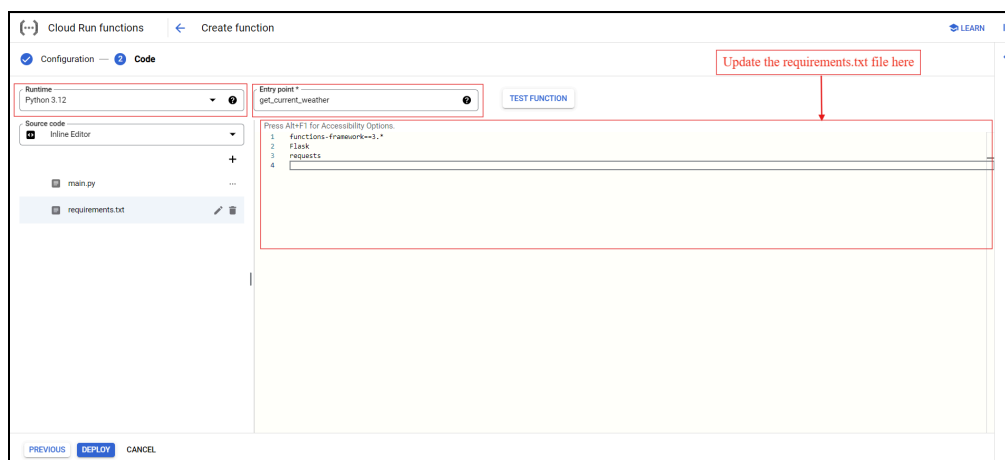 Cloud Run functions
Create function
LEARN
Configuration — 2 Code
Update the requirements.txt file here
Runtime
Python 3.12
Entry point *
get_current_weather
TEST FUNCTION
Source code
Inline Editor
Press Alt+F1 for Accessibility Options.
1 functions-framework==3.*
2 Flask
3 requests
4
main.py
requirements.txt
PREVIOUS
DEPLOY
CANCEL